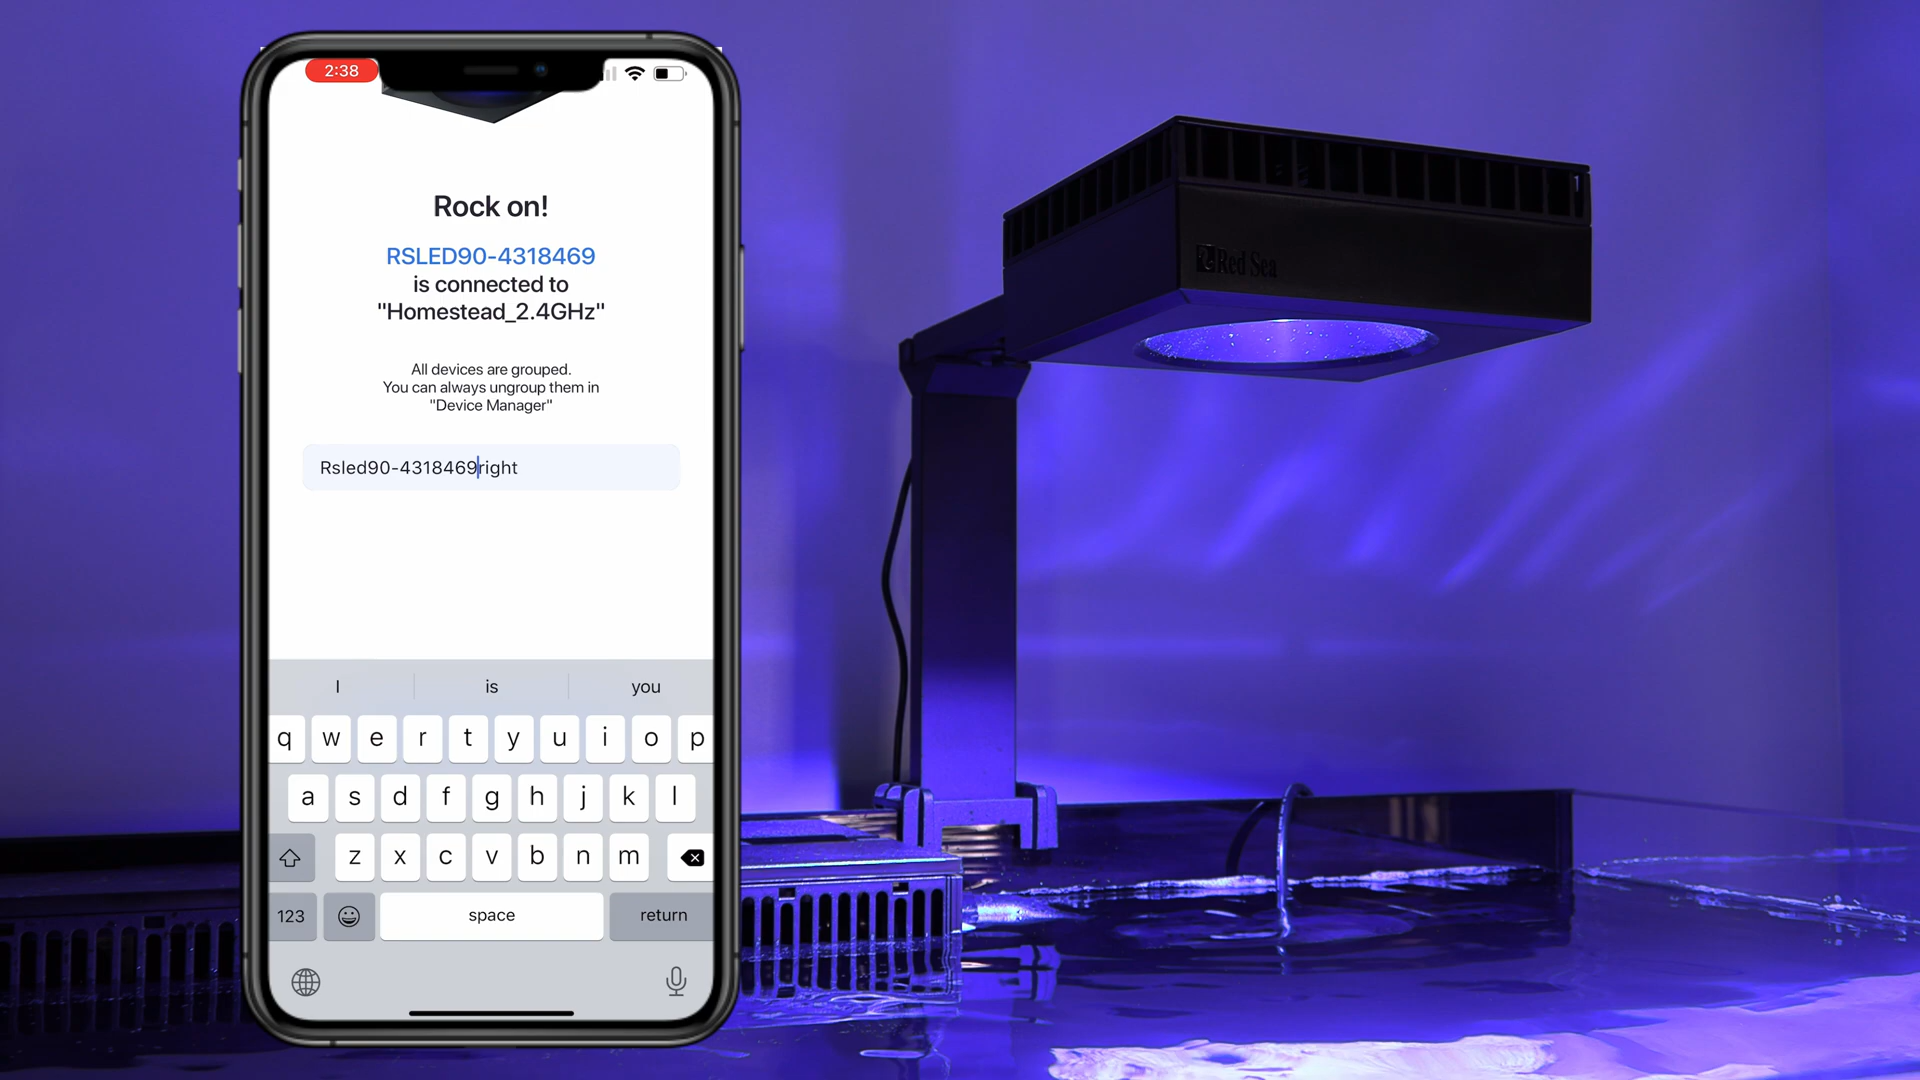 2:38
Rock on!
RSLED90-4318469
is connected to
"Homestead_2.4GHz"
All devices are grouped.
You can always ungroup them in
"Device Manager"
Rsled90-4318469right
I is you
q w e r t y u i o p
a s d f g h j k l
z x c v b n m
123 space return
Red Sea